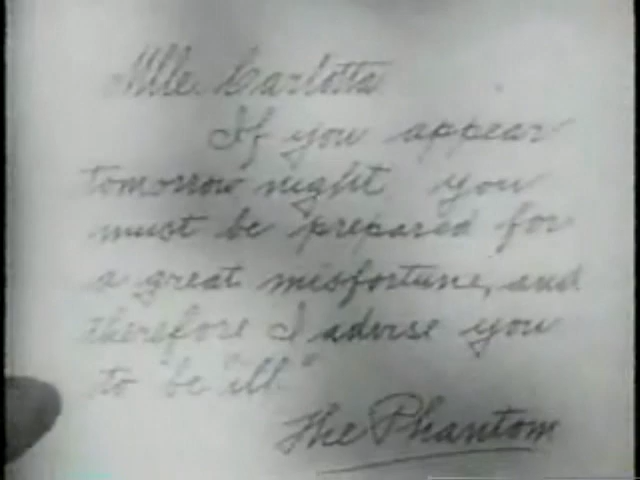 Mlle. Carlotta
If you appear
tomorrow night you
must be prepared for
a great misfortune, and
therefore I advise you
to "be ill."
The Phantom